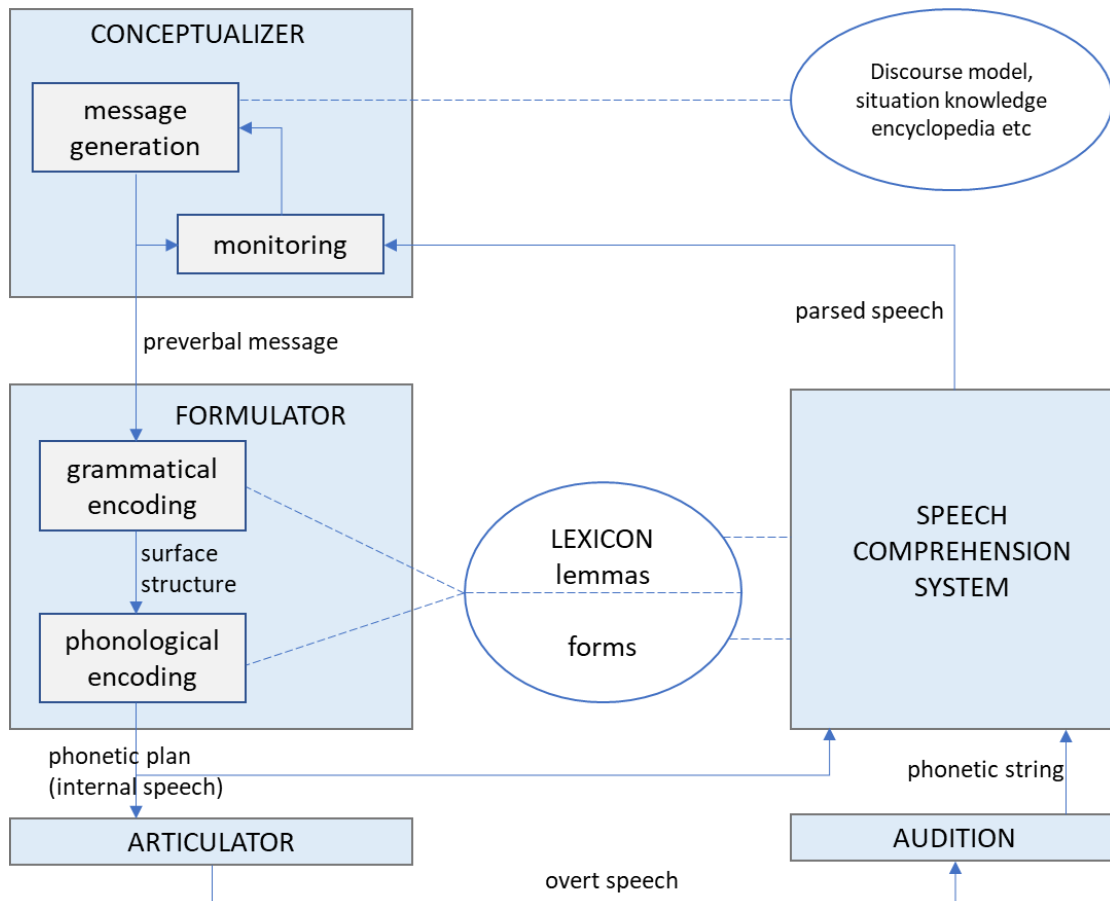 CONCEPTUALIZER
message
generation
monitoring
Discourse model,
situation knowledge
encyclopedia etc
parsed speech
preverbal message
FORMULATOR
grammatical
encoding
surface
structure
phonological
encoding
LEXICON
lemmas
forms
SPEECH
COMPREHENSION
SYSTEM
phonetic plan
(internal speech)
phonetic string
ARTICULATOR
AUDITION
overt speech